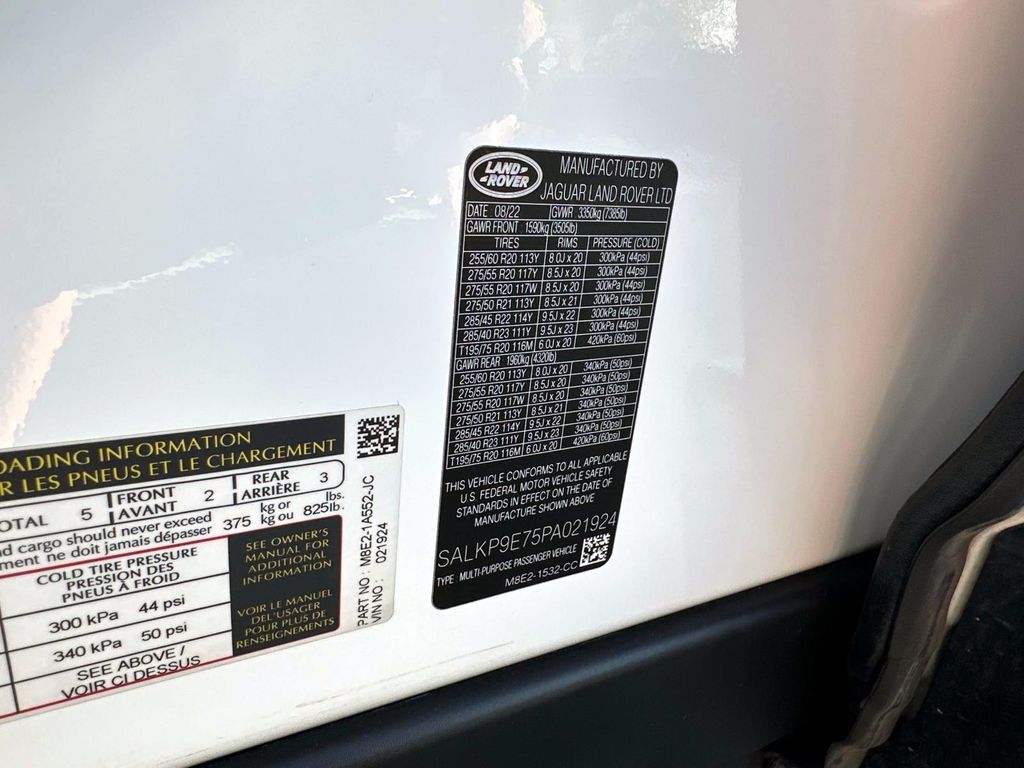 LAND-
ROVER
MANUFACTURED BY
JAGUAR LAND ROVER LTD
DATE 08/22 GVWR 3350kg (7385lb)
GAWR FRONT 1590kg (3505lb)
TIRES RIMS PRESSURE (COLD)
255/60 R20 113Y 8.0J x 20 300kPa (44psi)
275/55 R20 117Y 8.5J x 20 300kPa (44psi)
275/55 R20 117W 8.5J x 20 300kPa (44psi)
275/50 R21 113Y 8.5J x 21 300kPa (44psi)
285/45 R22 114Y 9.5J x 22 300kPa (44psi)
285/40 R23 111Y 9.5J x 23 300kPa (44psi)
T195/75 R20 116M 6.0J x 20 420kPa (60psi)
GAWR REAR 1960kg (4320lb)
255/60 R20 113Y 8.0J x 20 340kPa (50psi)
275/55 R20 117Y 8.5J x 20 340kPa (50psi)
275/55 R20 117W 8.5J x 20 340kPa (50psi)
275/50 R21 113Y 8.5J x 21 340kPa (50psi)
285/45 R22 114Y 9.5J x 22 340kPa (50psi)
285/40 R23 111Y 9.5J x 23 340kPa (50psi)
T195/75 R20 116M 6.0J x 20 420kPa (60psi)
THIS VEHICLE CONFORMS TO ALL APPLICABLE
U.S. FEDERAL MOTOR VEHICLE SAFETY
STANDARDS IN EFFECT ON THE DATE OF
MANUFACTURE SHOWN ABOVE
SALKP9E75PA021924
TYPE: MULTI-PURPOSE PASSENGER VEHICLE
M8E2-1532-CC
OADING INFORMATION
R LES PNEUS ET LE CHARGEMENT
OTAL 5 FRONT AVANT 2 REAR ARRIÈRE 3
nd cargo should never exceed
ment ne doit jamais dépasser 375 kg or kg ou 825 lbs. lb.
COLD TIRE PRESSURE
PRESSION DES
PNEUS À FROID
300 kPa 44 psi
340 kPa 50 psi
SEE ABOVE /
VOIR CI DESSUS
SEE OWNER'S
MANUAL FOR
ADDITIONAL
INFORMATION
VOIR LE MANUEL
DEL'USAGER
POUR PLUS DE
RENSEIGNEMENTS
PART NO: M8E2-1A552-JC
VIN NO: 021924